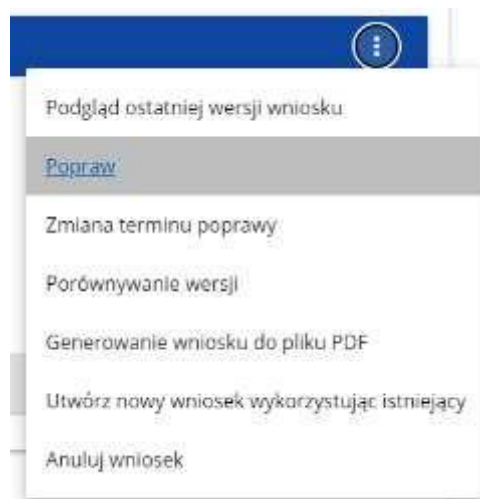 Podgląd ostatniej wersji wniosku
Popraw
Zmiana terminu poprawy
Porównywanie wersji
Generowanie wniosku do pliku PDF
Utwórz nowy wniosek wykorzystując istniejący
Anuluj wniosek